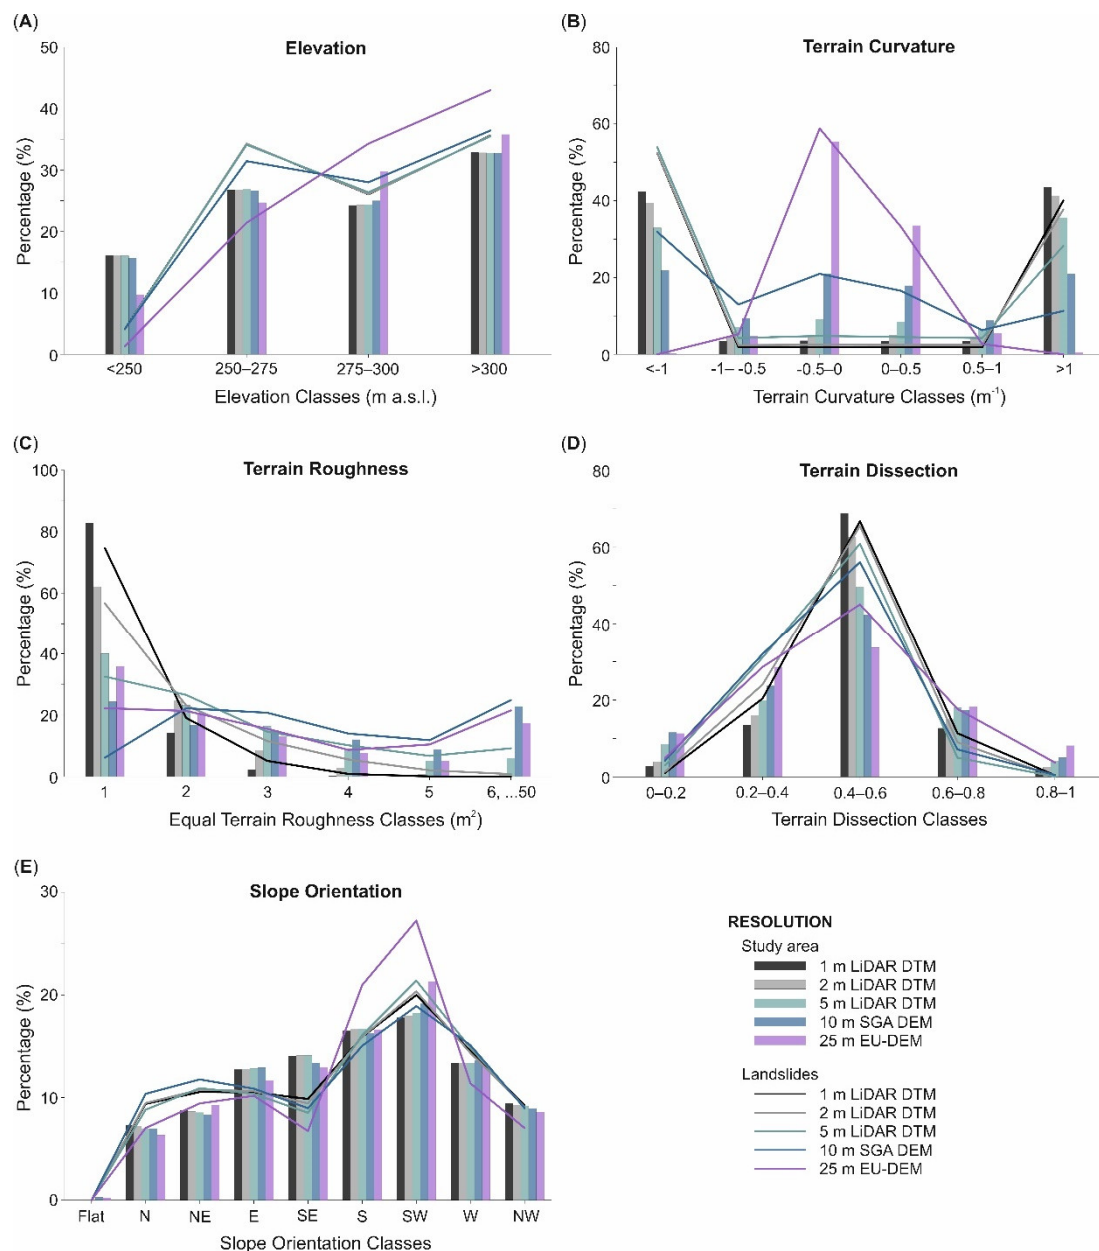 (A)
Elevation
Percentage (%)
50
40
30
20
10
0
<250
250–275
275–300
>300
Elevation Classes (m a.s.l.)
(B)
Terrain Curvature
Percentage (%)
80
60
40
20
0
<-1
-1– -0.5
-0.5–0
0–0.5
0.5–1
>1
Terrain Curvature Classes (m⁻¹)
(C)
Terrain Roughness
Percentage (%)
100
80
60
40
20
0
1
2
3
4
5
6, ...50
Equal Terrain Roughness Classes (m²)
(D)
Terrain Dissection
Percentage (%)
80
60
40
20
0
0–0.2
0.2–0.4
0.4–0.6
0.6–0.8
0.8–1
Terrain Dissection Classes
(E)
Slope Orientation
Percentage (%)
30
20
10
0
Flat
N
NE
E
SE
S
SW
W
NW
Slope Orientation Classes
RESOLUTION
Study area
1 m LiDAR DTM
2 m LiDAR DTM
5 m LiDAR DTM
10 m SGA DEM
25 m EU-DEM
Landslides
1 m LiDAR DTM
2 m LiDAR DTM
5 m LiDAR DTM
10 m SGA DEM
25 m EU-DEM